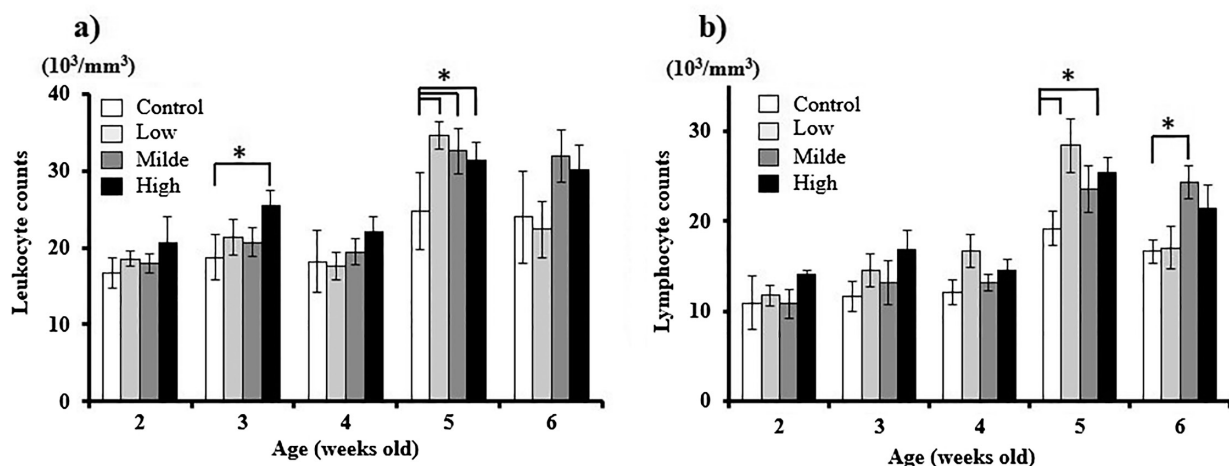 a)
(10³/mm³)
Leukocyte counts
40
30
20
10
0
Control
Low
Milde
High
*
*
2 3 4 5 6
Age (weeks old)
b)
(10³/mm³)
Lymphocyte counts
30
20
10
0
Control
Low
Milde
High
*
*
2 3 4 5 6
Age (weeks old)